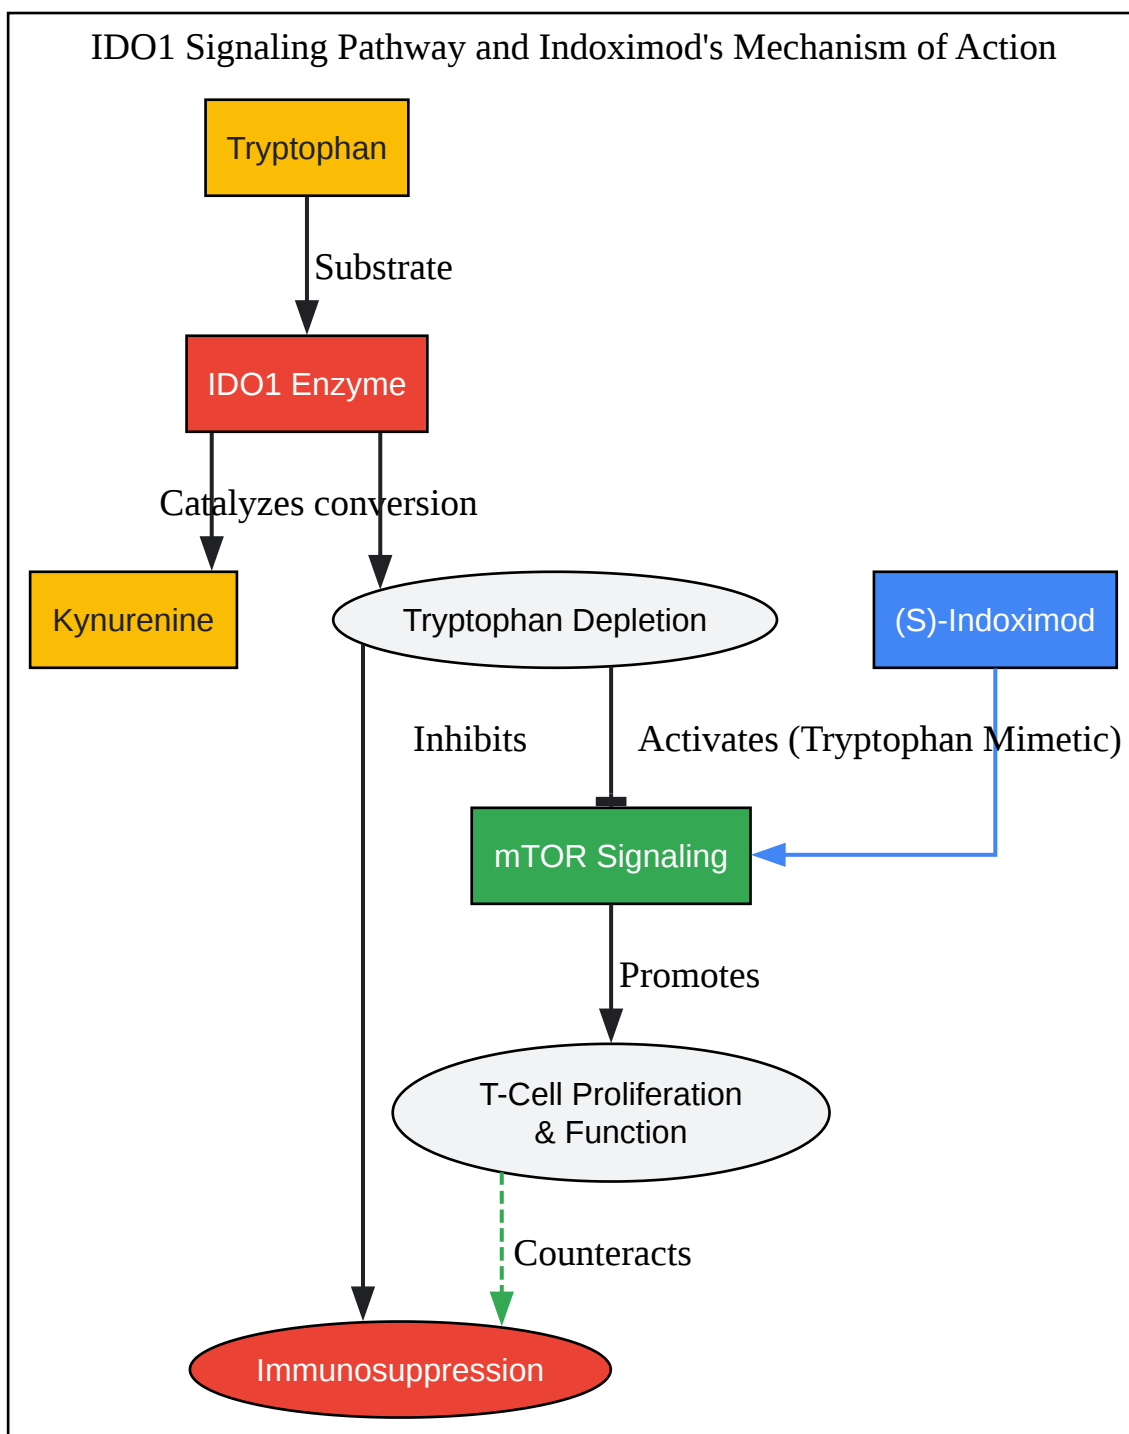 IDO1 Signaling Pathway and Indoximod's Mechanism of Action
Tryptophan
Substrate
IDO1 Enzyme
Catalyzes conversion
Kynurenine
Tryptophan Depletion
(S)-Indoximod
Inhibits
Activates (Tryptophan Mimetic)
mTOR Signaling
Promotes
T-Cell Proliferation
& Function
Counteracts
Immunosuppression